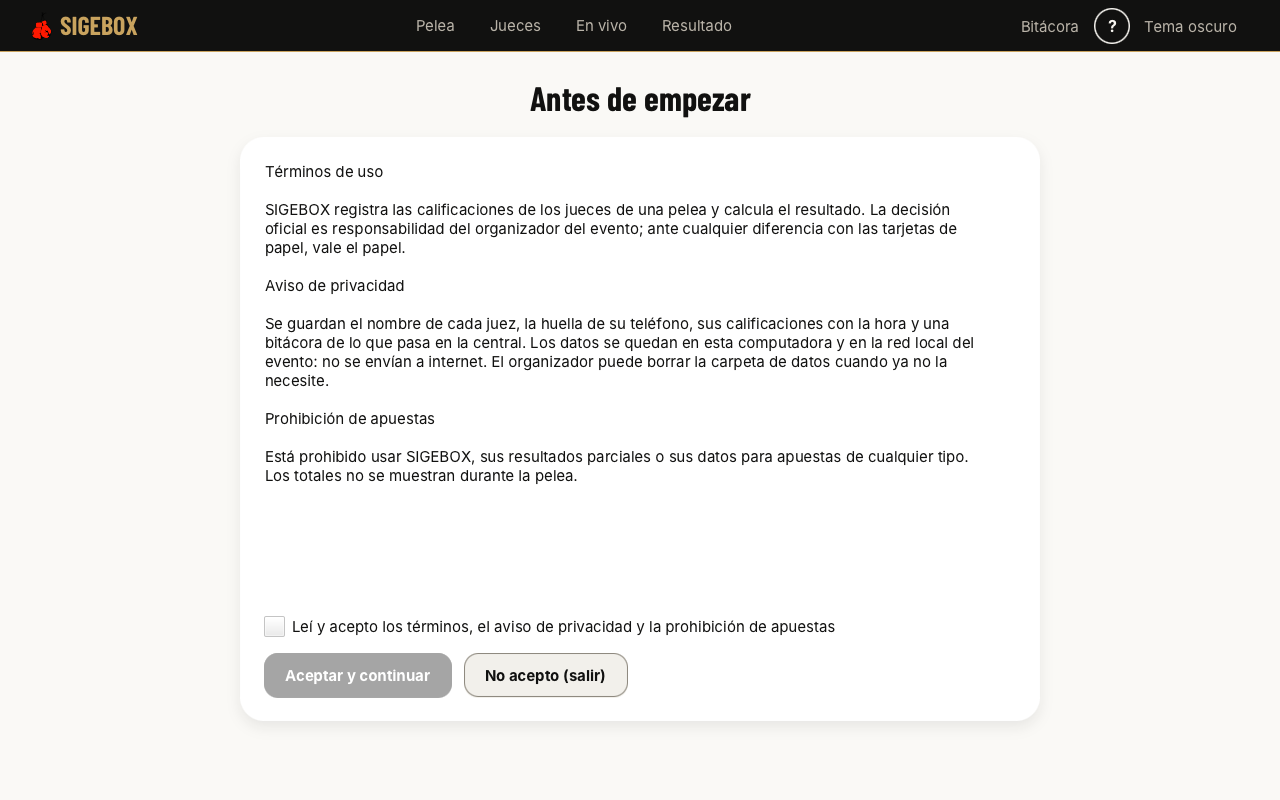 SIGEBOX
Pelea
Jueces
En vivo
Resultado
Bitácora
?
Tema oscuro
Antes de empezar
Términos de uso
SIGEBOX registra las calificaciones de los jueces de una pelea y calcula el resultado. La decisión
oficial es responsabilidad del organizador del evento; ante cualquier diferencia con las tarjetas de
papel, vale el papel.
Aviso de privacidad
Se guardan el nombre de cada juez, la huella de su teléfono, sus calificaciones con la hora y una
bitácora de lo que pasa en la central. Los datos se quedan en esta computadora y en la red local del
evento: no se envían a internet. El organizador puede borrar la carpeta de datos cuando ya no la
necesite.
Prohibición de apuestas
Está prohibido usar SIGEBOX, sus resultados parciales o sus datos para apuestas de cualquier tipo.
Los totales no se muestran durante la pelea.
Leí y acepto los términos, el aviso de privacidad y la prohibición de apuestas
Aceptar y continuar
No acepto (salir)